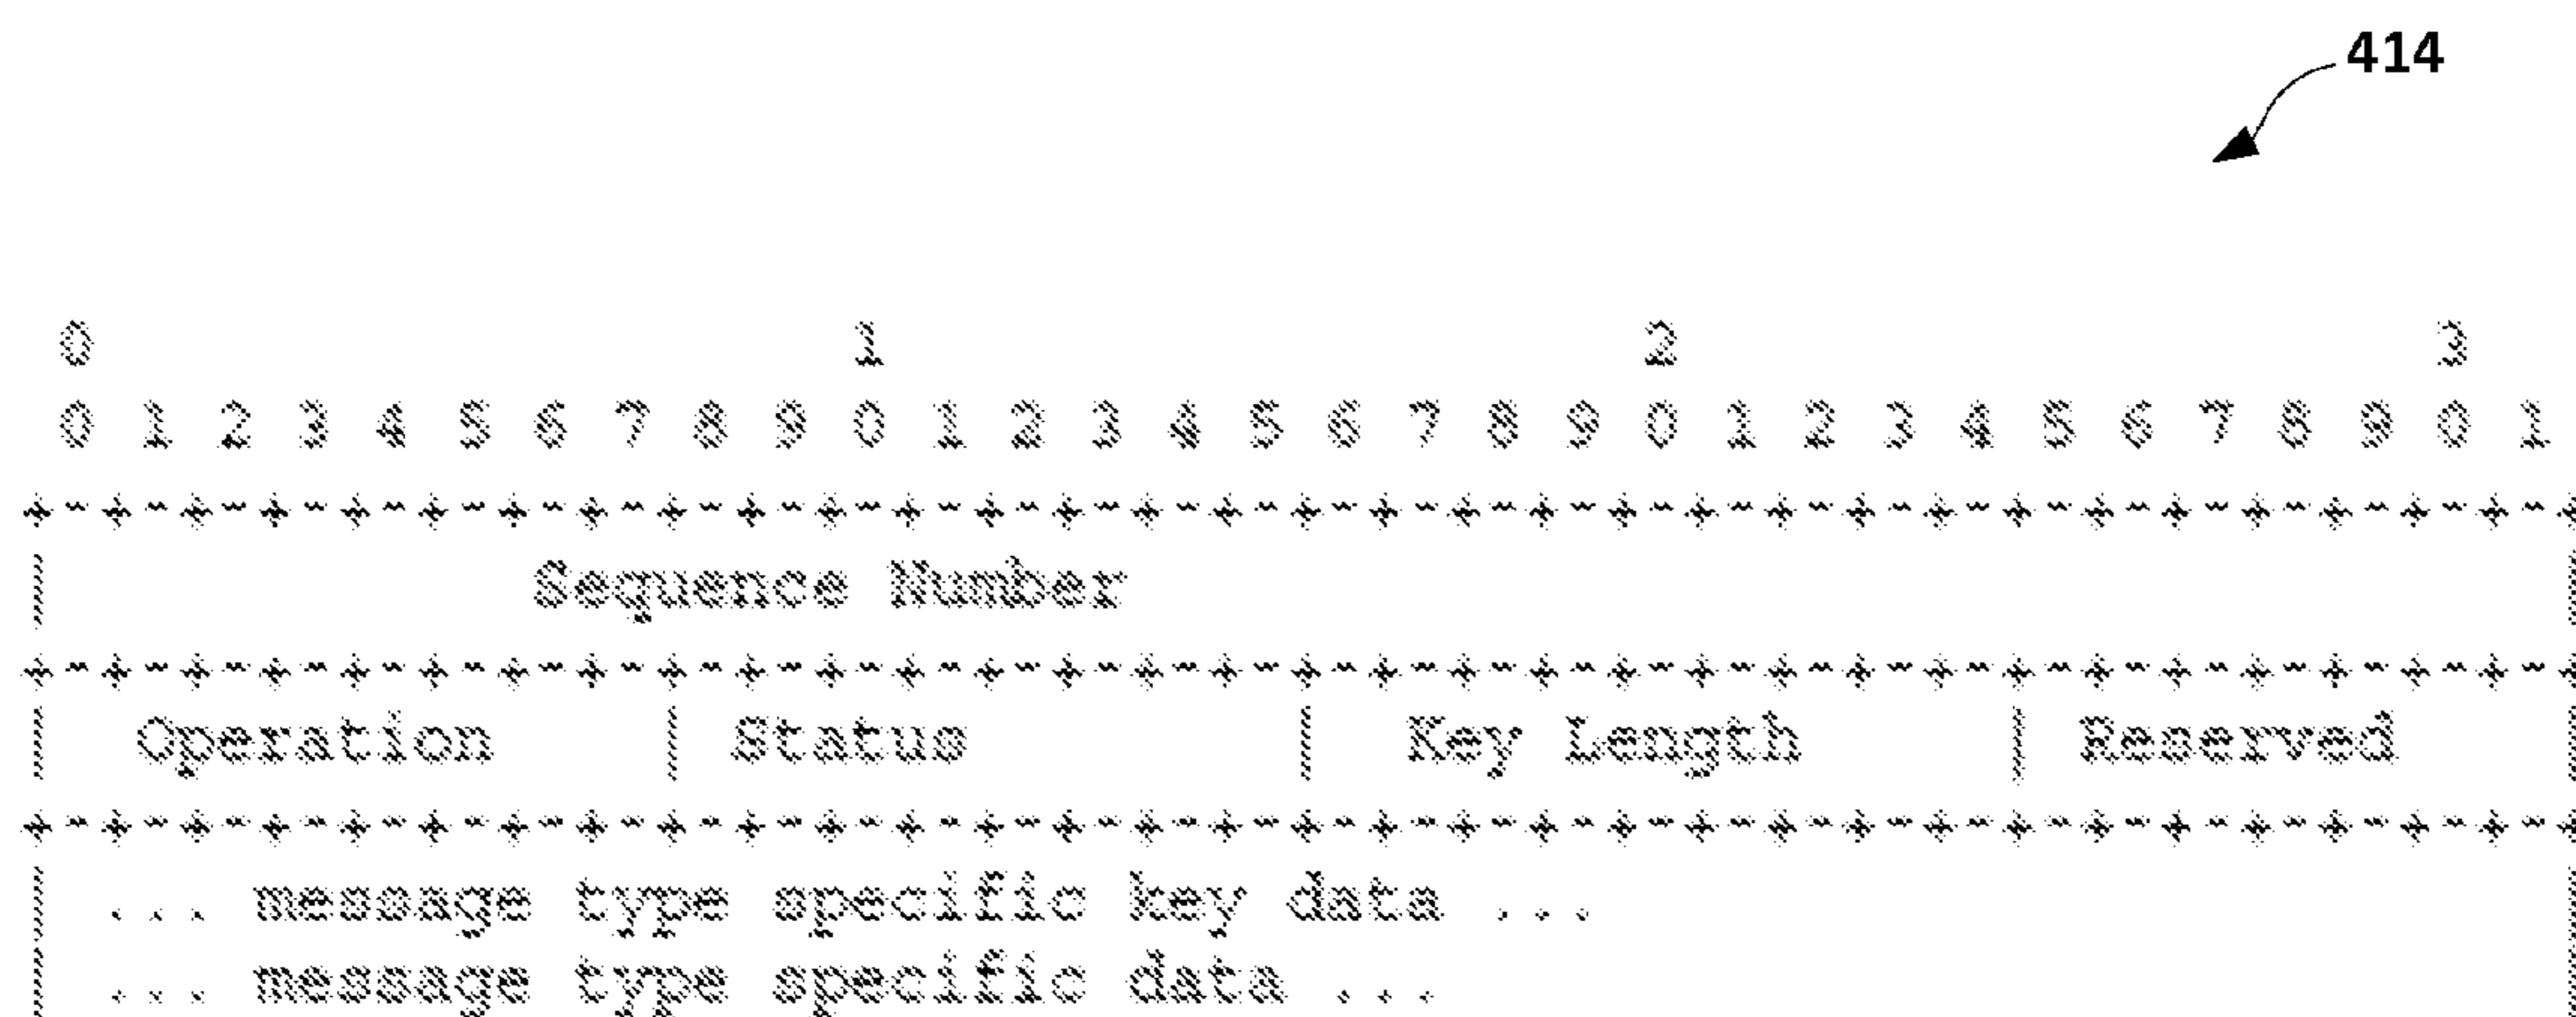 414
0 1 2 3
0 1 2 3 4 5 6 7 8 9 0 1 2 3 4 5 6 7 8 9 0 1 2 3 4 5 6 7 8 9 0 1
+-+-+-+-+-+-+-+-+-+-+-+-+-+-+-+-+-+-+-+-+-+-+-+-+-+-+-+-+-+-+-+-+
| Sequence Number |
+-+-+-+-+-+-+-+-+-+-+-+-+-+-+-+-+-+-+-+-+-+-+-+-+-+-+-+-+-+-+-+-+
| Operation | Status | Key Length | Reserved |
+-+-+-+-+-+-+-+-+-+-+-+-+-+-+-+-+-+-+-+-+-+-+-+-+-+-+-+-+-+-+-+-+
| ... message type specific key data ... |
| ... message type specific data ... |